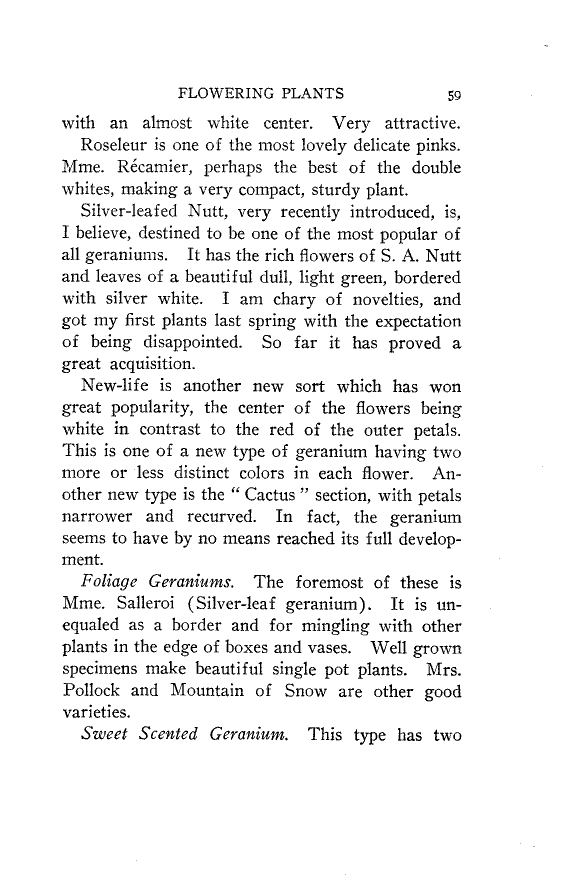 FLOWERING PLANTS 59
with an almost white center. Very attractive.
Roseleur is one of the most lovely delicate pinks.
Mme. Récamier, perhaps the best of the double
whites, making a very compact, sturdy plant.
Silver-leafed Nutt, very recently introduced, is,
I believe, destined to be one of the most popular of
all geraniums. It has the rich flowers of S. A. Nutt
and leaves of a beautiful dull, light green, bordered
with silver white. I am chary of novelties, and
got my first plants last spring with the expectation
of being disappointed. So far it has proved a
great acquisition.
New-life is another new sort which has won
great popularity, the center of the flowers being
white in contrast to the red of the outer petals.
This is one of a new type of geranium having two
more or less distinct colors in each flower. An-
other new type is the “ Cactus ” section, with petals
narrower and recurved. In fact, the geranium
seems to have by no means reached its full develop-
ment.
Foliage Geraniums. The foremost of these is
Mme. Salleroi (Silver-leaf geranium). It is un-
equaled as a border and for mingling with other
plants in the edge of boxes and vases. Well grown
specimens make beautiful single pot plants. Mrs.
Pollock and Mountain of Snow are other good
varieties.
Sweet Scented Geranium. This type has two